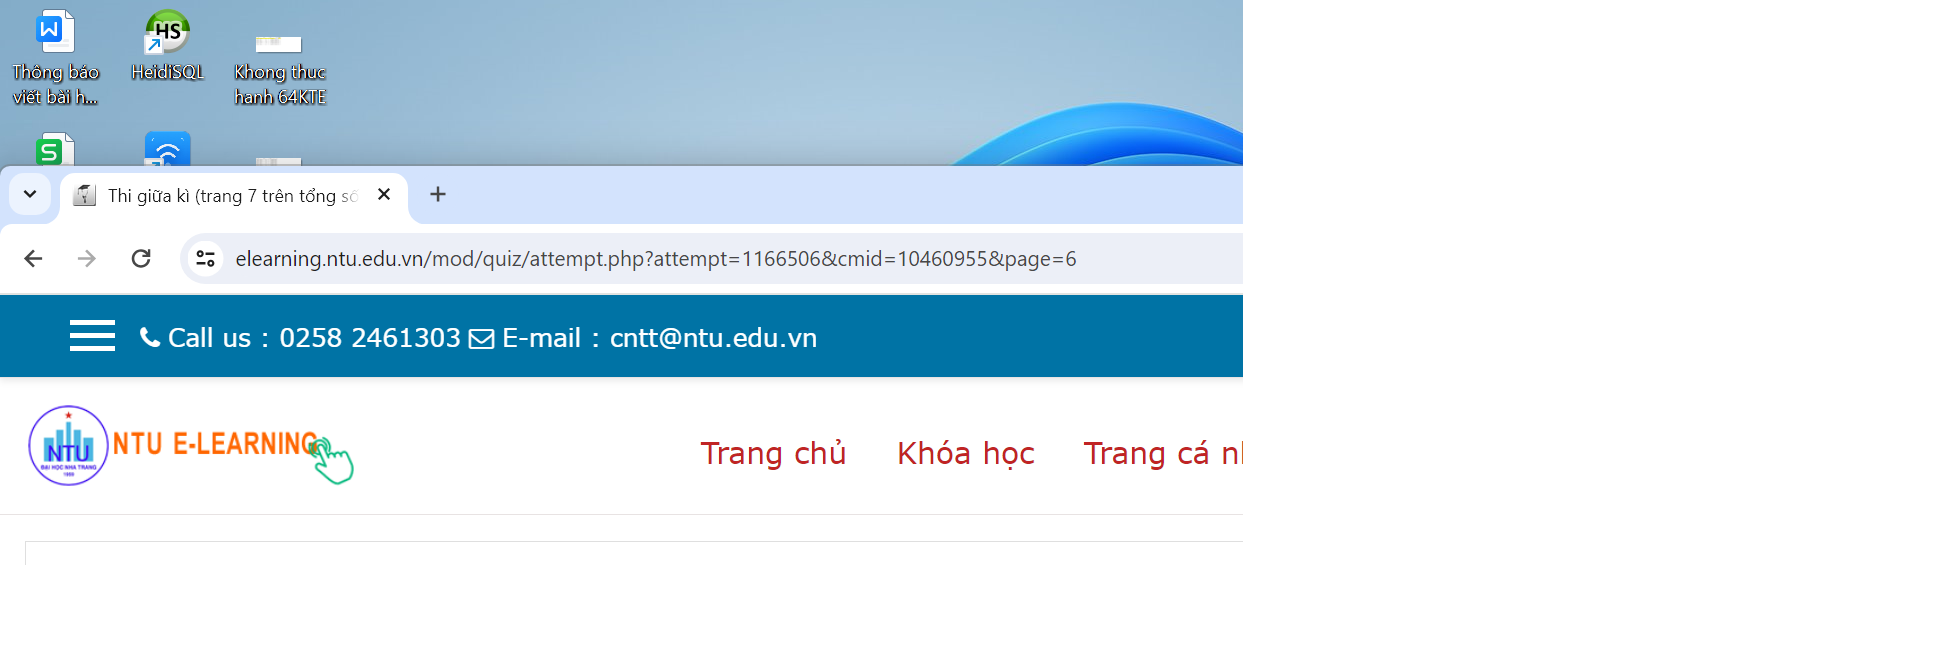 Thông báo
viết bài h...
HeidiSQL
Khong thuc
hanh 64KTE
Thi giữa kì (trang 7 trên tổng số
elearning.ntu.edu.vn/mod/quiz/attempt.php?attempt=1166506&cmid=10460955&page=6
Call us : 0258 2461303 E-mail : cntt@ntu.edu.vn
NTU
ĐẠI HỌC NHA TRANG
1959
NTU E-LEARNING
Trang chủ Khóa học Trang cá nh